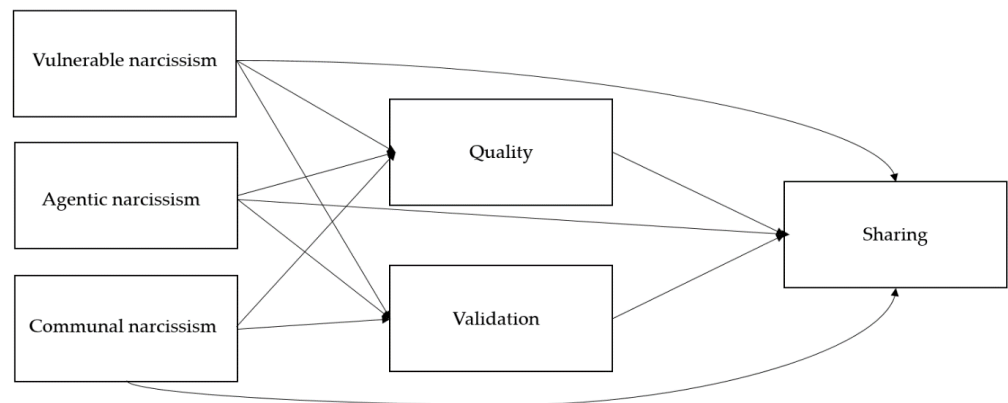 Vulnerable narcissism
Agentic narcissism
Communal narcissism
Quality
Validation
Sharing